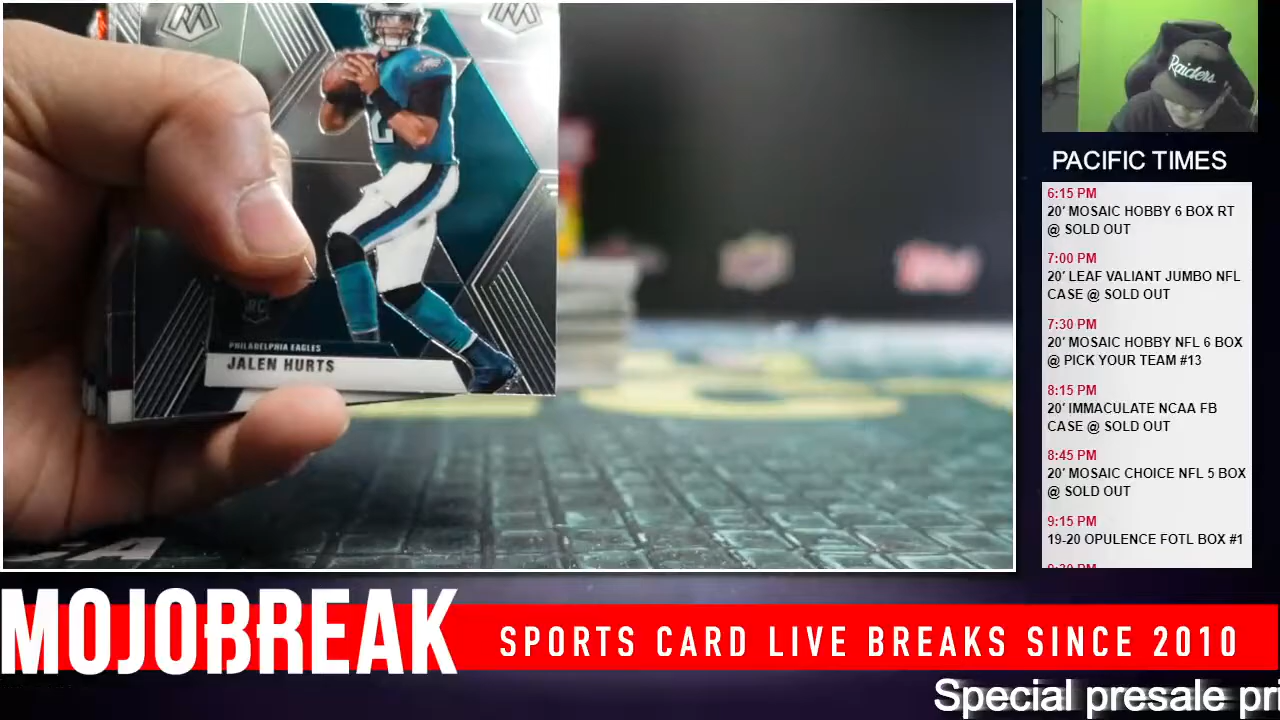 Raiders
PACIFIC TIMES
6:15 PM
20' MOSAIC HOBBY 6 BOX RT
@ SOLD OUT
7:00 PM
20' LEAF VALIANT JUMBO NFL
CASE @ SOLD OUT
7:30 PM
20' MOSAIC HOBBY NFL 6 BOX
@ PICK YOUR TEAM #13
8:15 PM
20' IMMACULATE NCAA FB
CASE @ SOLD OUT
8:45 PM
20' MOSAIC CHOICE NFL 5 BOX
@ SOLD OUT
9:15 PM
19-20 OPULENCE FOTL BOX #1
RC
PHILADELPHIA EAGLES
JALEN HURTS
MOJOBREAK
SPORTS CARD LIVE BREAKS SINCE 2010
Special presale pri